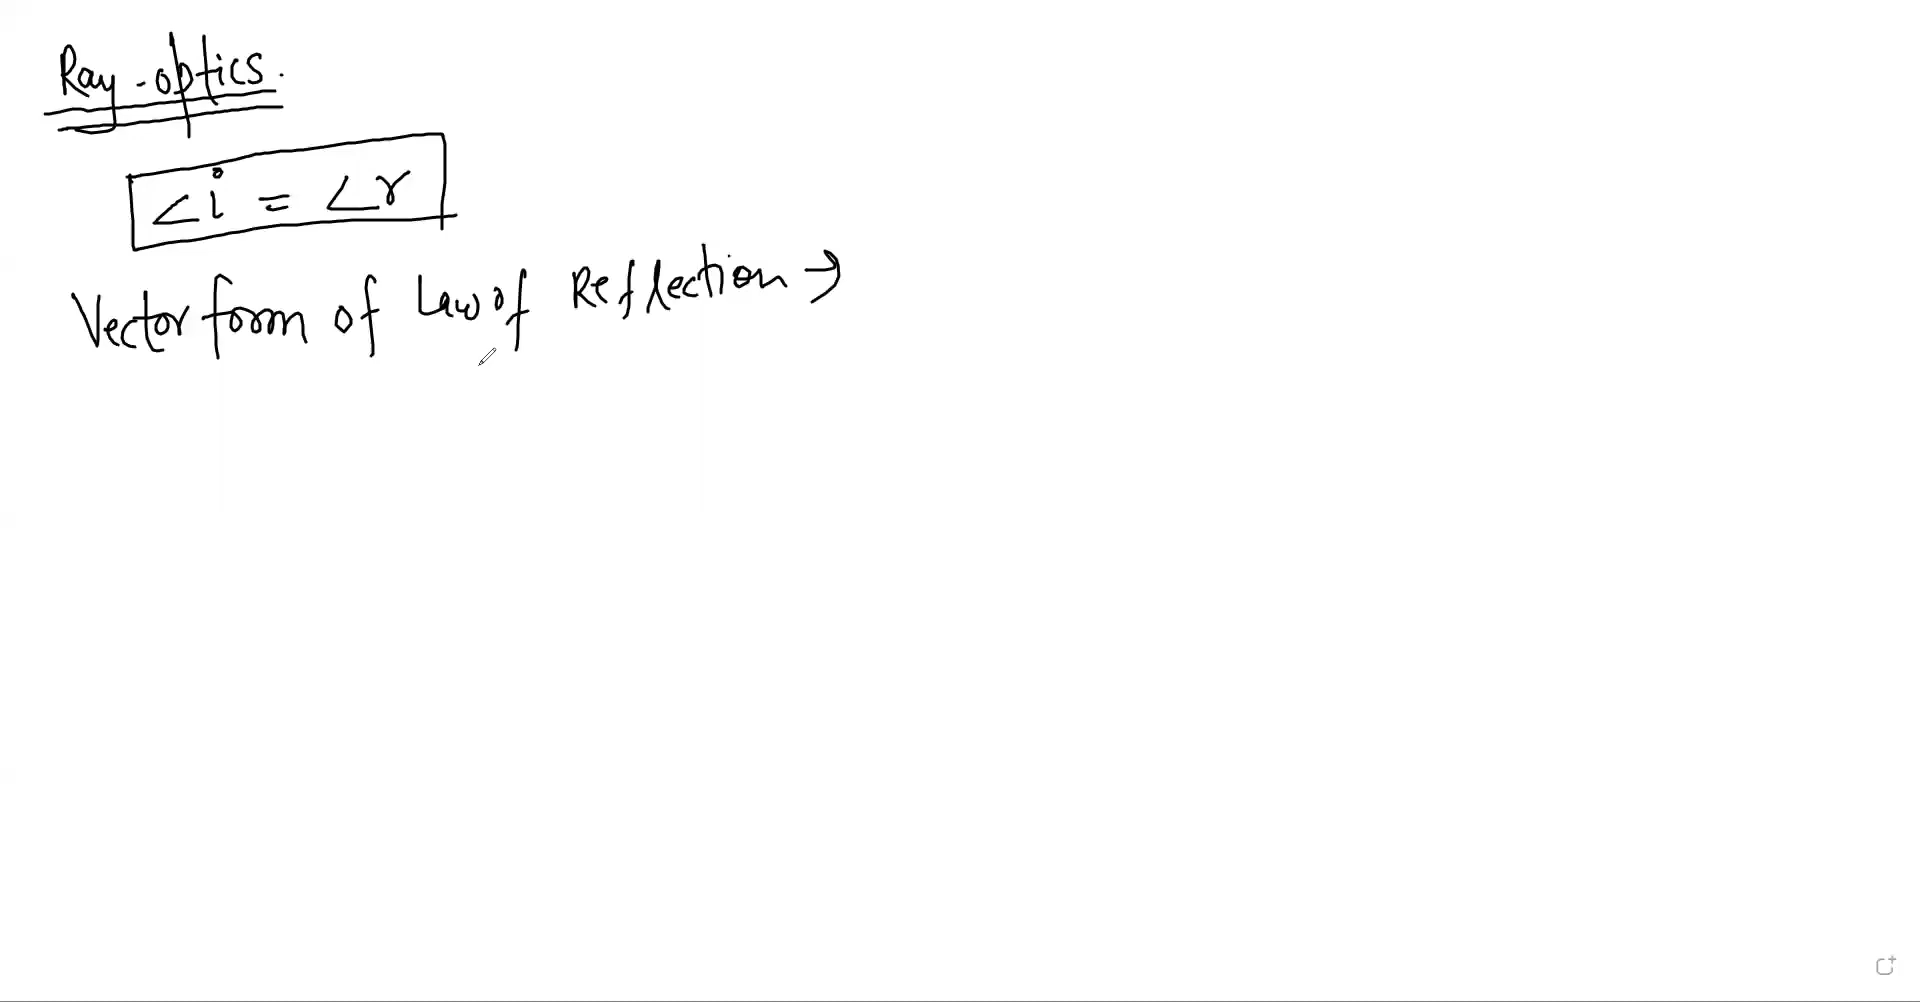 Ray-optics.
∠i = ∠r
Vector form of Law of Reflection →